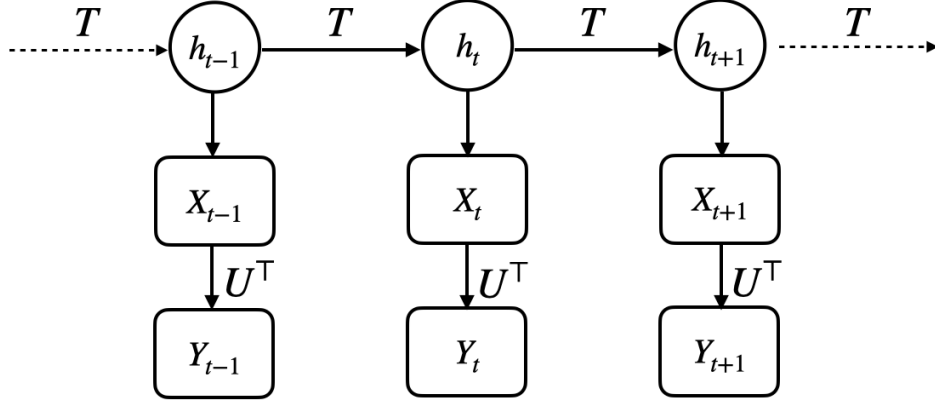 T T T T
h_{t−1} h_t h_{t+1}
X_{t−1} X_t X_{t+1}
U^⊤ U^⊤ U^⊤
Y_{t−1} Y_t Y_{t+1}